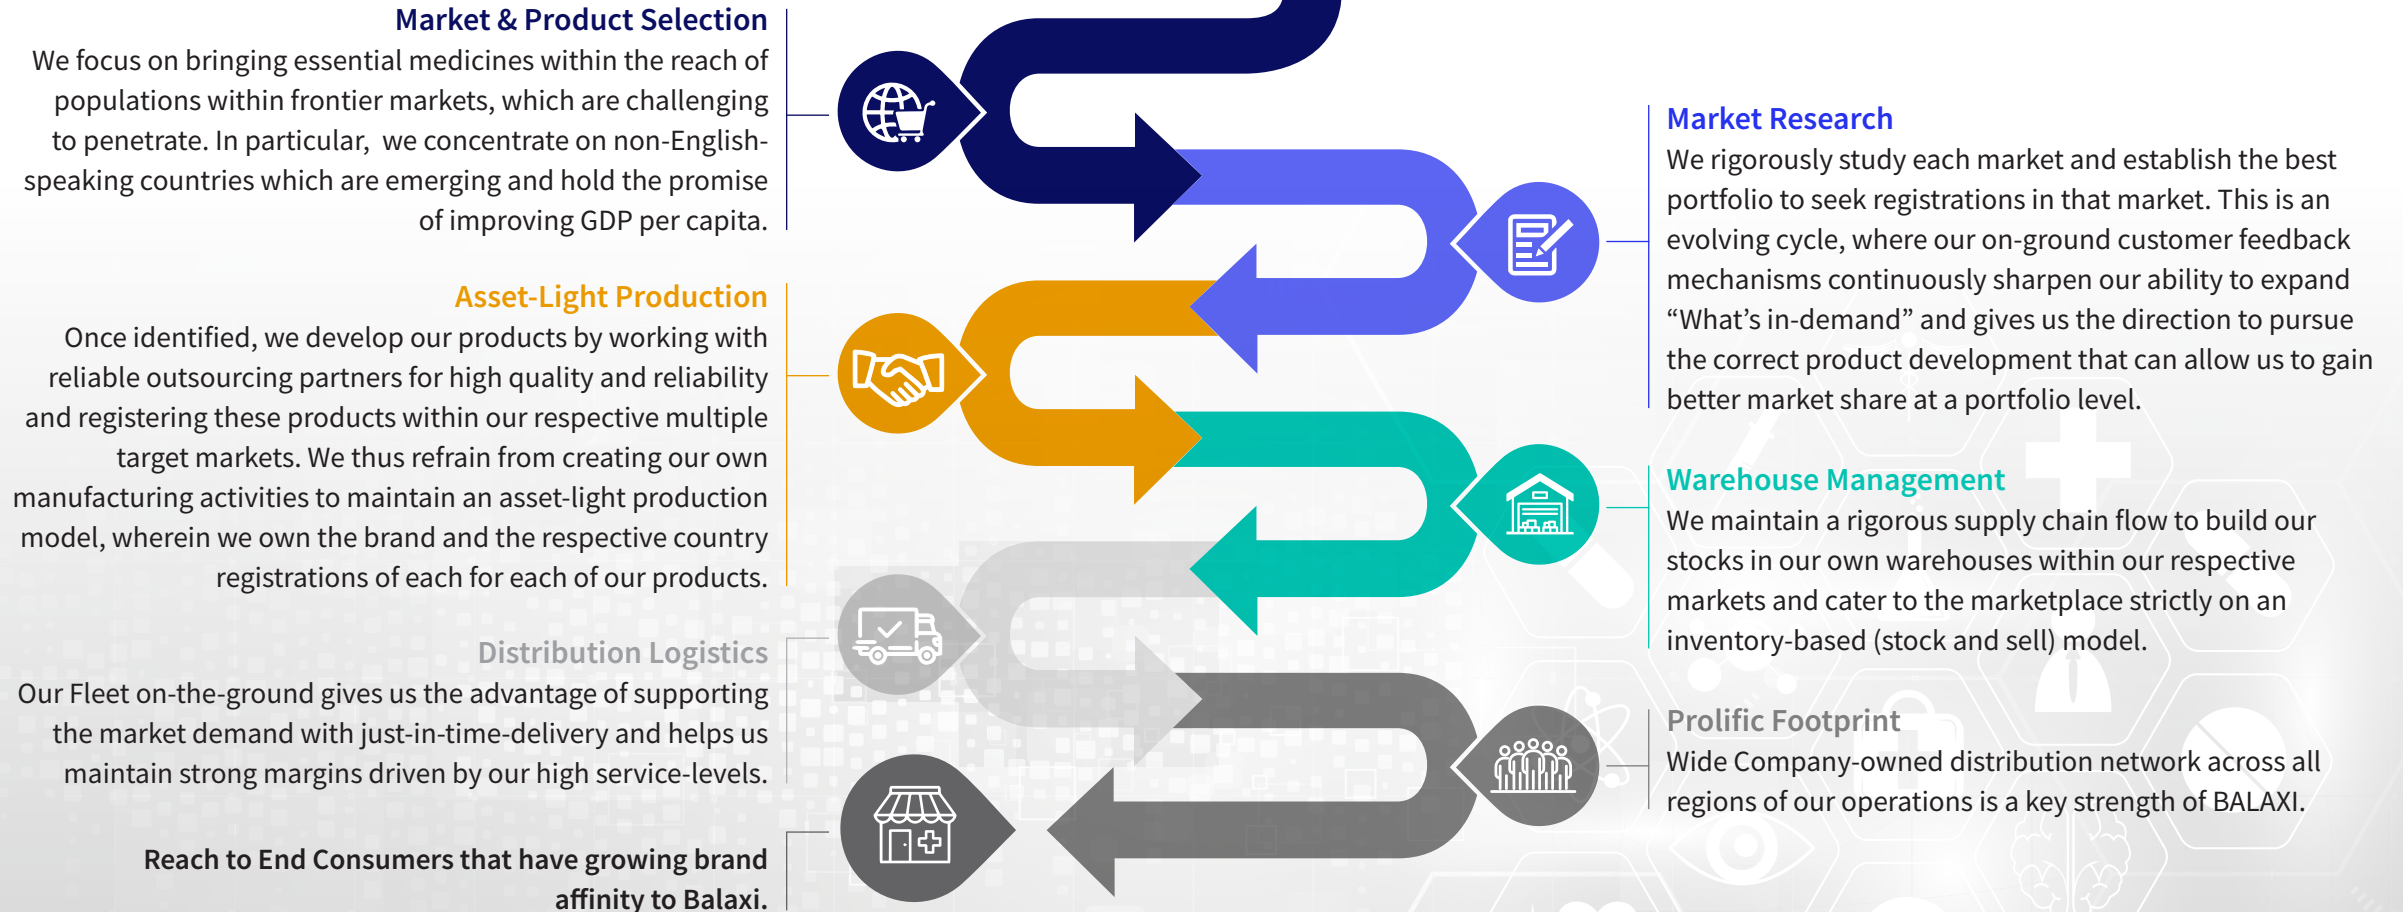 Market & Product Selection
We focus on bringing essential medicines within the reach of
populations within frontier markets, which are challenging
to penetrate. In particular, we concentrate on non-English-
speaking countries which are emerging and hold the promise
of improving GDP per capita.
Market Research
We rigorously study each market and establish the best
portfolio to seek registrations in that market. This is an
evolving cycle, where our on-ground customer feedback
mechanisms continuously sharpen our ability to expand
“What’s in-demand” and gives us the direction to pursue
the correct product development that can allow us to gain
better market share at a portfolio level.
Asset-Light Production
Once identified, we develop our products by working with
reliable outsourcing partners for high quality and reliability
and registering these products within our respective multiple
target markets. We thus refrain from creating our own
manufacturing activities to maintain an asset-light production
model, wherein we own the brand and the respective country
registrations of each for each of our products.
Warehouse Management
We maintain a rigorous supply chain flow to build our
stocks in our own warehouses within our respective
markets and cater to the marketplace strictly on an
inventory-based (stock and sell) model.
Distribution Logistics
Our Fleet on-the-ground gives us the advantage of supporting
the market demand with just-in-time-delivery and helps us
maintain strong margins driven by our high service-levels.
Prolific Footprint
Wide Company-owned distribution network across all
regions of our operations is a key strength of BALAXI.
Reach to End Consumers that have growing brand
affinity to Balaxi.